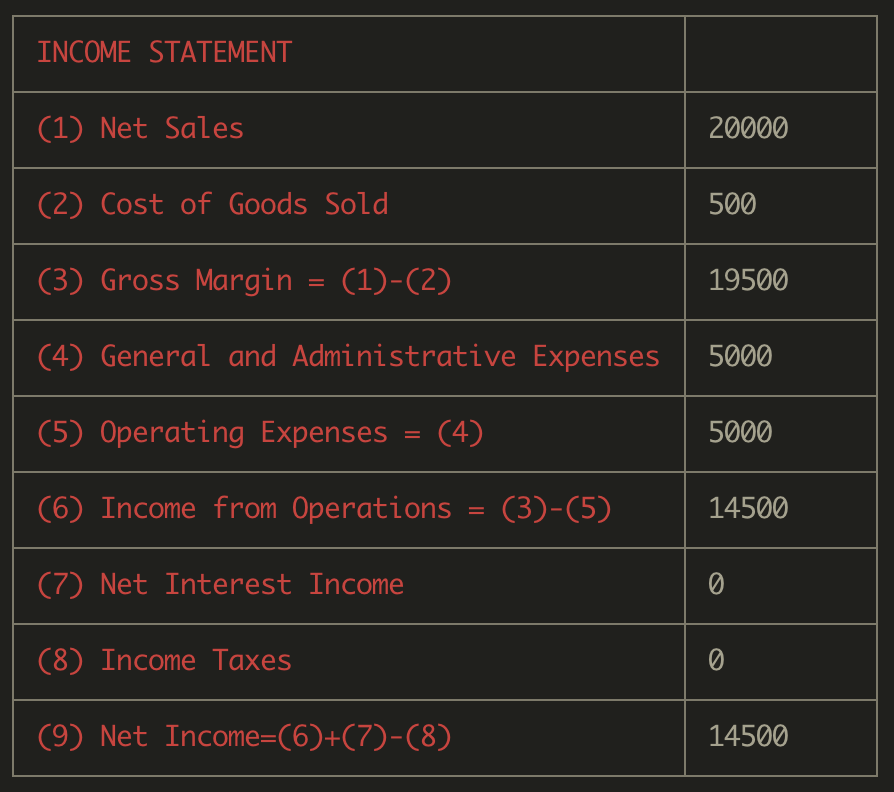 INCOME STATEMENT
(1) Net Sales 20000
(2) Cost of Goods Sold 500
(3) Gross Margin = (1)-(2) 19500
(4) General and Administrative Expenses 5000
(5) Operating Expenses = (4) 5000
(6) Income from Operations = (3)-(5) 14500
(7) Net Interest Income 0
(8) Income Taxes 0
(9) Net Income=(6)+(7)-(8) 14500